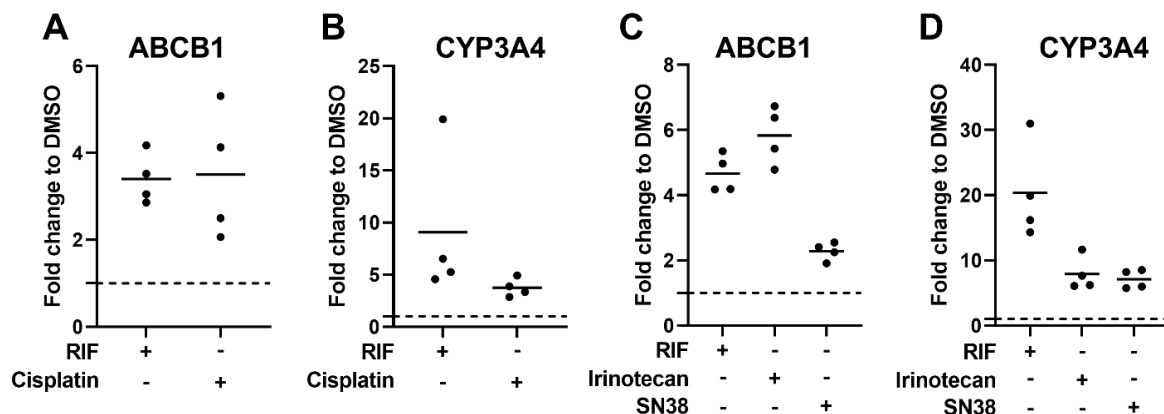 A
ABCB1
Fold change to DMSO
6
4
2
0
RIF + -
Cisplatin - +
B
CYP3A4
Fold change to DMSO
25
20
15
10
5
0
RIF + -
Cisplatin - +
C
ABCB1
Fold change to DMSO
8
6
4
2
0
RIF + - -
Irinotecan - + -
SN38 - - +
D
CYP3A4
Fold change to DMSO
40
30
20
10
0
RIF + - -
Irinotecan - + -
SN38 - - +